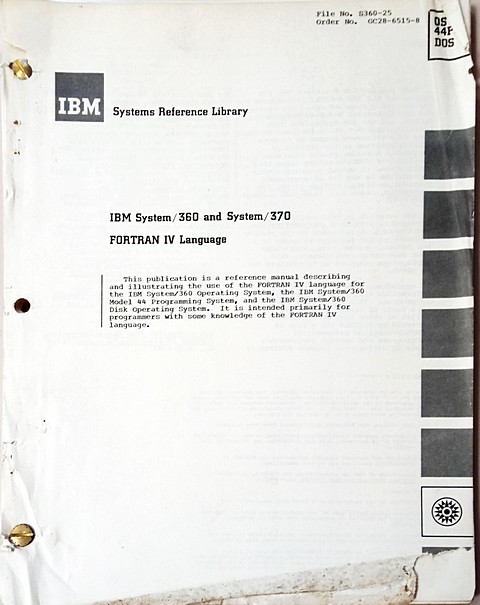 File No. S360-25
Order No. GC28-6515-8
OS
44P
DOS
IBM
Systems Reference Library
IBM System/360 and System/370
FORTRAN IV Language
This publication is a reference manual describing
and illustrating the use of the FORTRAN IV language for
the IBM System/360 Operating System, the IBM System/360
Model 44 Programming System, and the IBM System/360
Disk Operating System. It is intended primarily for
programmers with some knowledge of the FORTRAN IV
language.